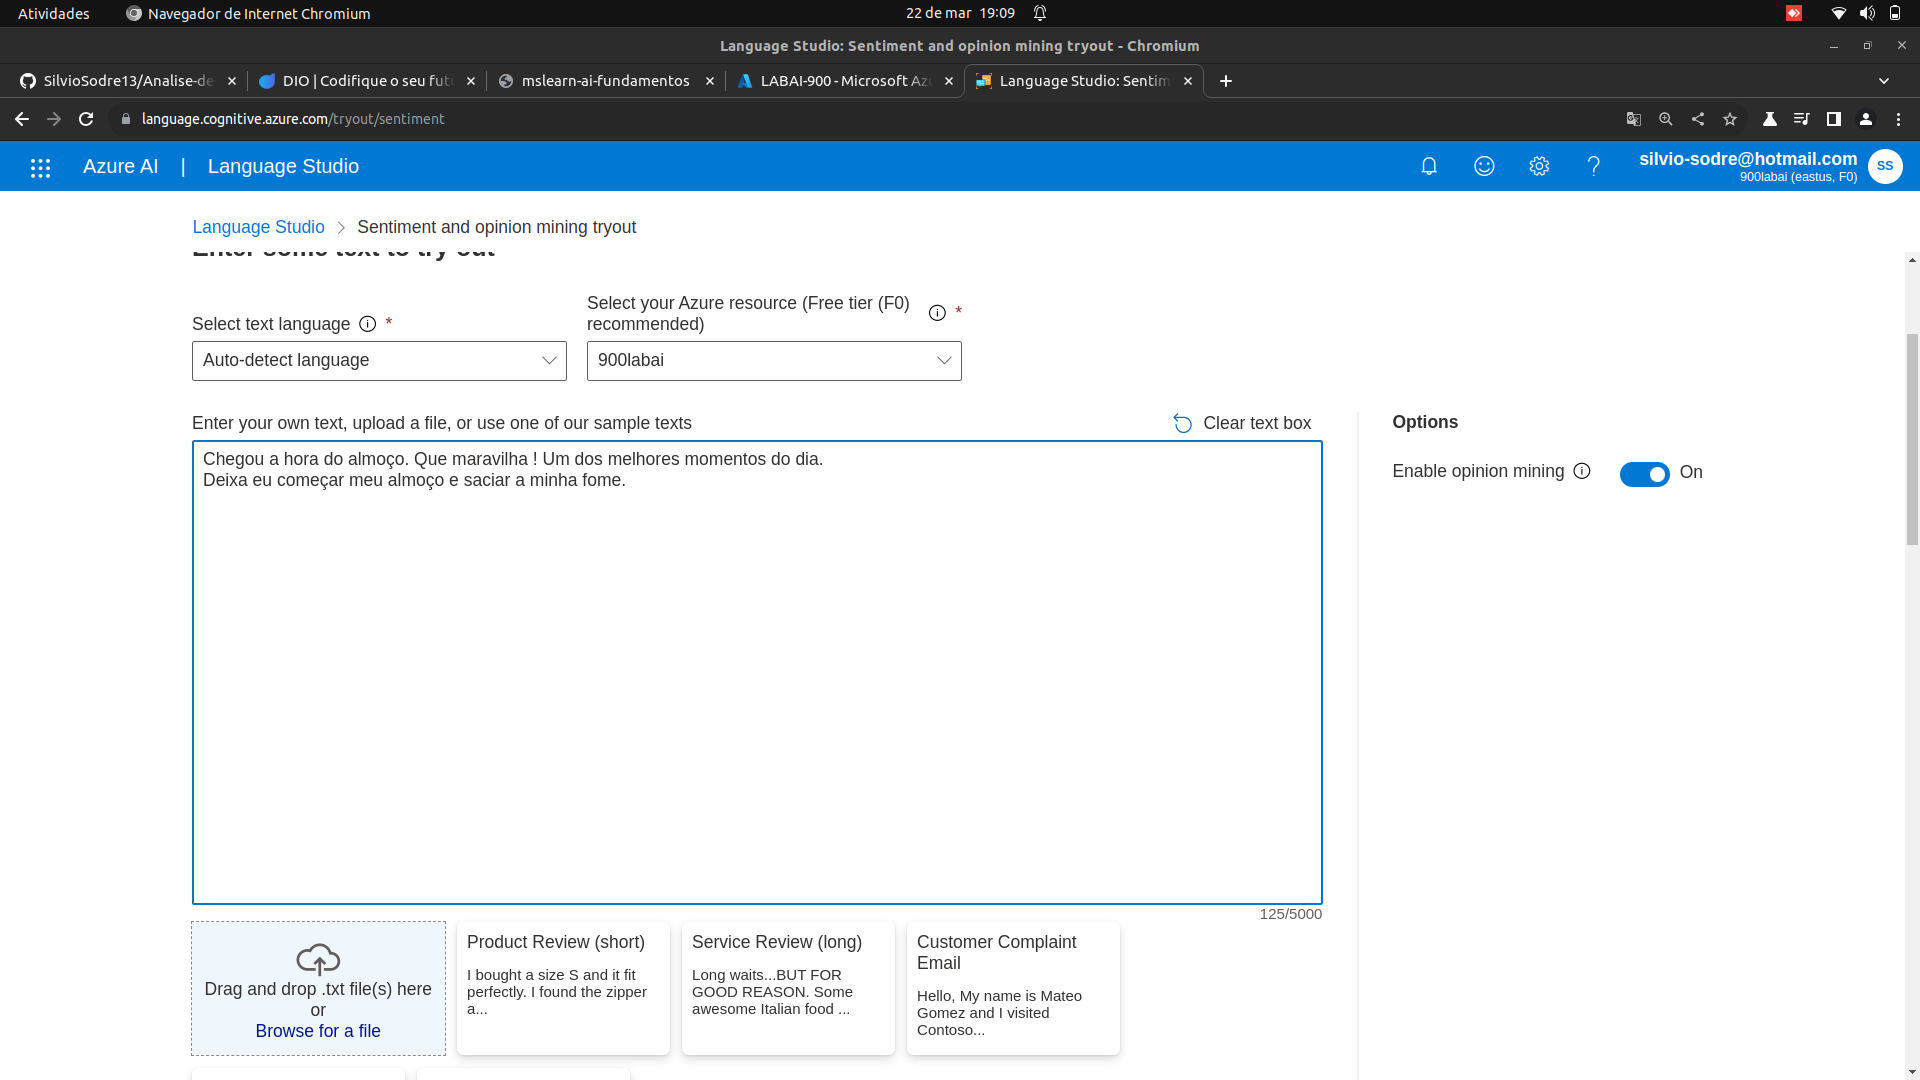 Atividades
Navegador de Internet Chromium
22 de mar 19:09
Language Studio: Sentiment and opinion mining tryout - Chromium
SilvioSodre13/Analise-de
DIO | Codifique o seu futu
mslearn-ai-fundamentos
LABAI-900 - Microsoft Azu
Language Studio: Sentim
language.cognitive.azure.com/tryout/sentiment
Azure AI | Language Studio
silvio-sodre@hotmail.com
900labai (eastus, F0)
SS
Language Studio > Sentiment and opinion mining tryout
Enter some text to try out
Select text language *
Select your Azure resource (Free tier (F0) recommended) *
Auto-detect language
900labai
Enter your own text, upload a file, or use one of our sample texts
Clear text box
Chegou a hora do almoço. Que maravilha ! Um dos melhores momentos do dia.
Deixa eu começar meu almoço e saciar a minha fome.
125/5000
Options
Enable opinion mining
On
Drag and drop .txt file(s) here
or
Browse for a file
Product Review (short)
I bought a size S and it fit
perfectly. I found the zipper
a...
Service Review (long)
Long waits...BUT FOR
GOOD REASON. Some
awesome Italian food ...
Customer Complaint
Email
Hello, My name is Mateo
Gomez and I visited
Contoso...